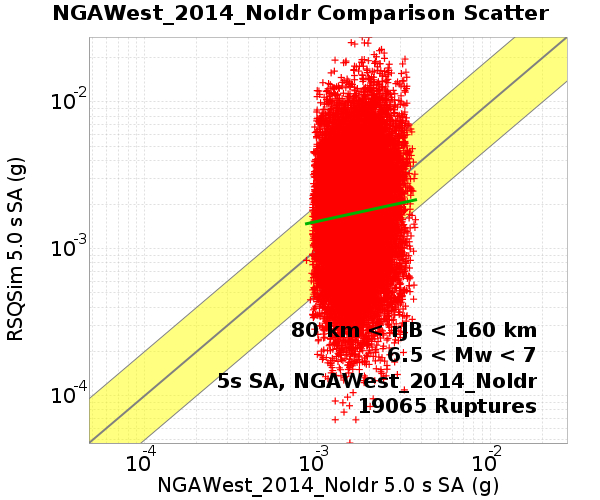 NGAWest_2014_NoIdr Comparison Scatter
RSQSim 5.0 s SA (g)
10-2
10-3
10-4
80 km < rJB < 160 km
6.5 < Mw < 7
5s SA, NGAWest_2014_NoIdr
19065 Ruptures
10-4 10-3 10-2
NGAWest_2014_NoIdr 5.0 s SA (g)